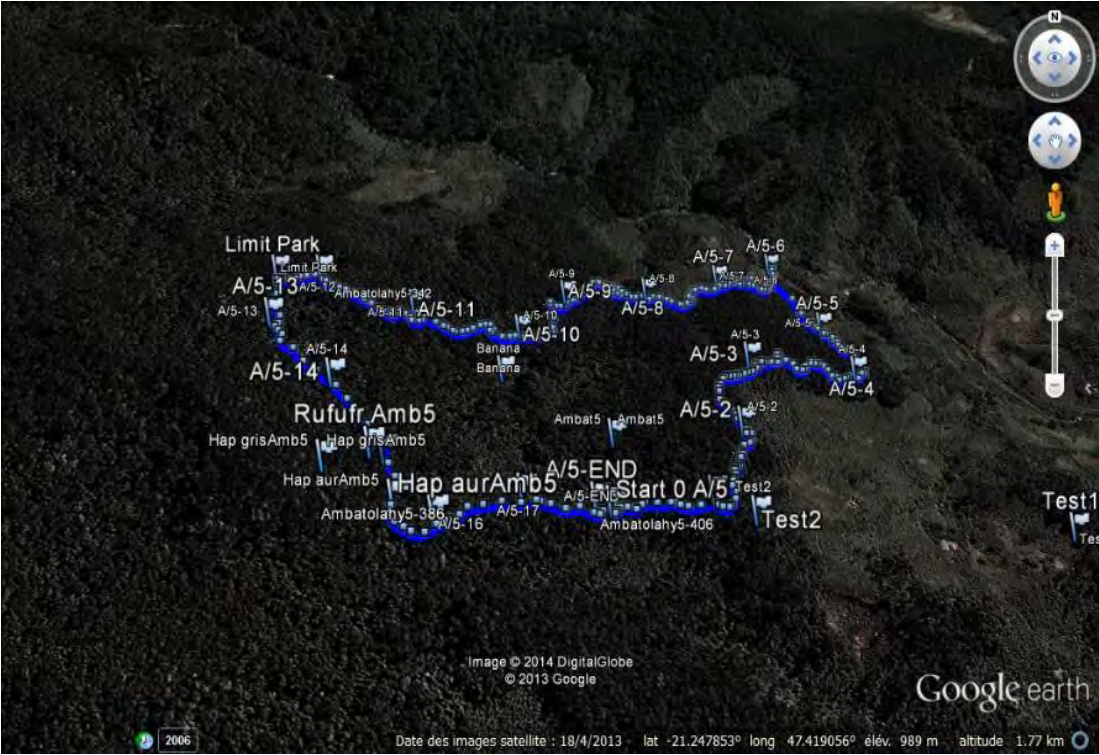 N
A/5-6
A/5-7
Limit Park
Limit Park
A/5-13
A/5-12
A/5-9
A/5-8
A/5-7
A/5-9
A/5-8
A/5-5
A/5-5
A/5-13
A/5-11
A/5-11
A/5-10
A/5-10
A/5-3
A/5-3
A/5-4
A/5-4
A/5-14
A/5-14
Banana
Banana
A/5-2
A/5-2
Rufufr Amb5
Ambat5
Ambat5
Hap grisAmb5
Hap grisAmb5
Hap aurAmb5
Hap aurAmb5
A/5-END
A/5-END
Start 0 A/5
Test2
Test2
Test1
Ambatolahy5-386
A/5-16
A/5-17
Ambatolahy5-406
Image © 2014 DigitalGlobe
© 2013 Google
Google earth
2006
Date des images satellite : 18/4/2013 lat -21.247853° long 47.419056° élév. 989 m altitude 1.77 km